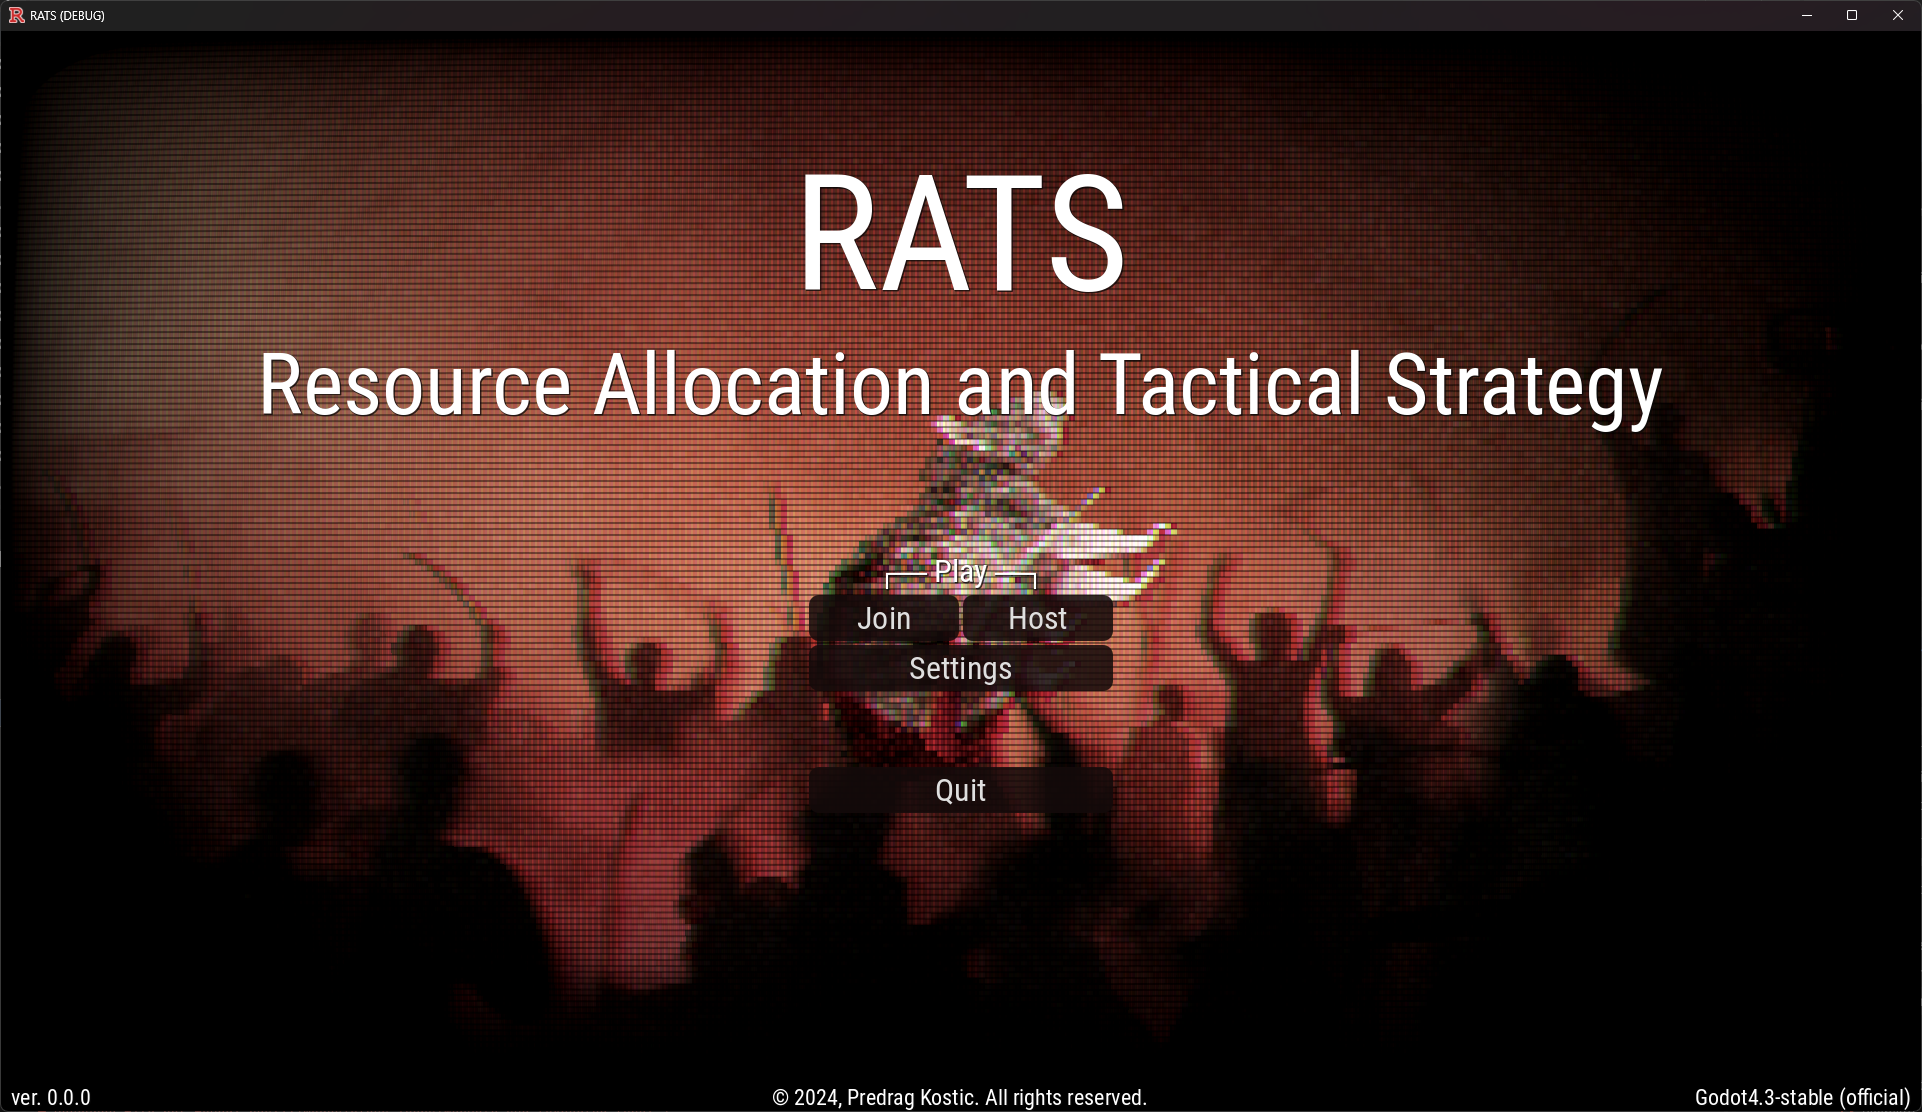 RATS (DEBUG)
RATS
Resource Allocation and Tactical Strategy
Play
Join Host
Settings
Quit
ver. 0.0.0
© 2024, Predrag Kostic. All rights reserved.
Godot4.3-stable (official)